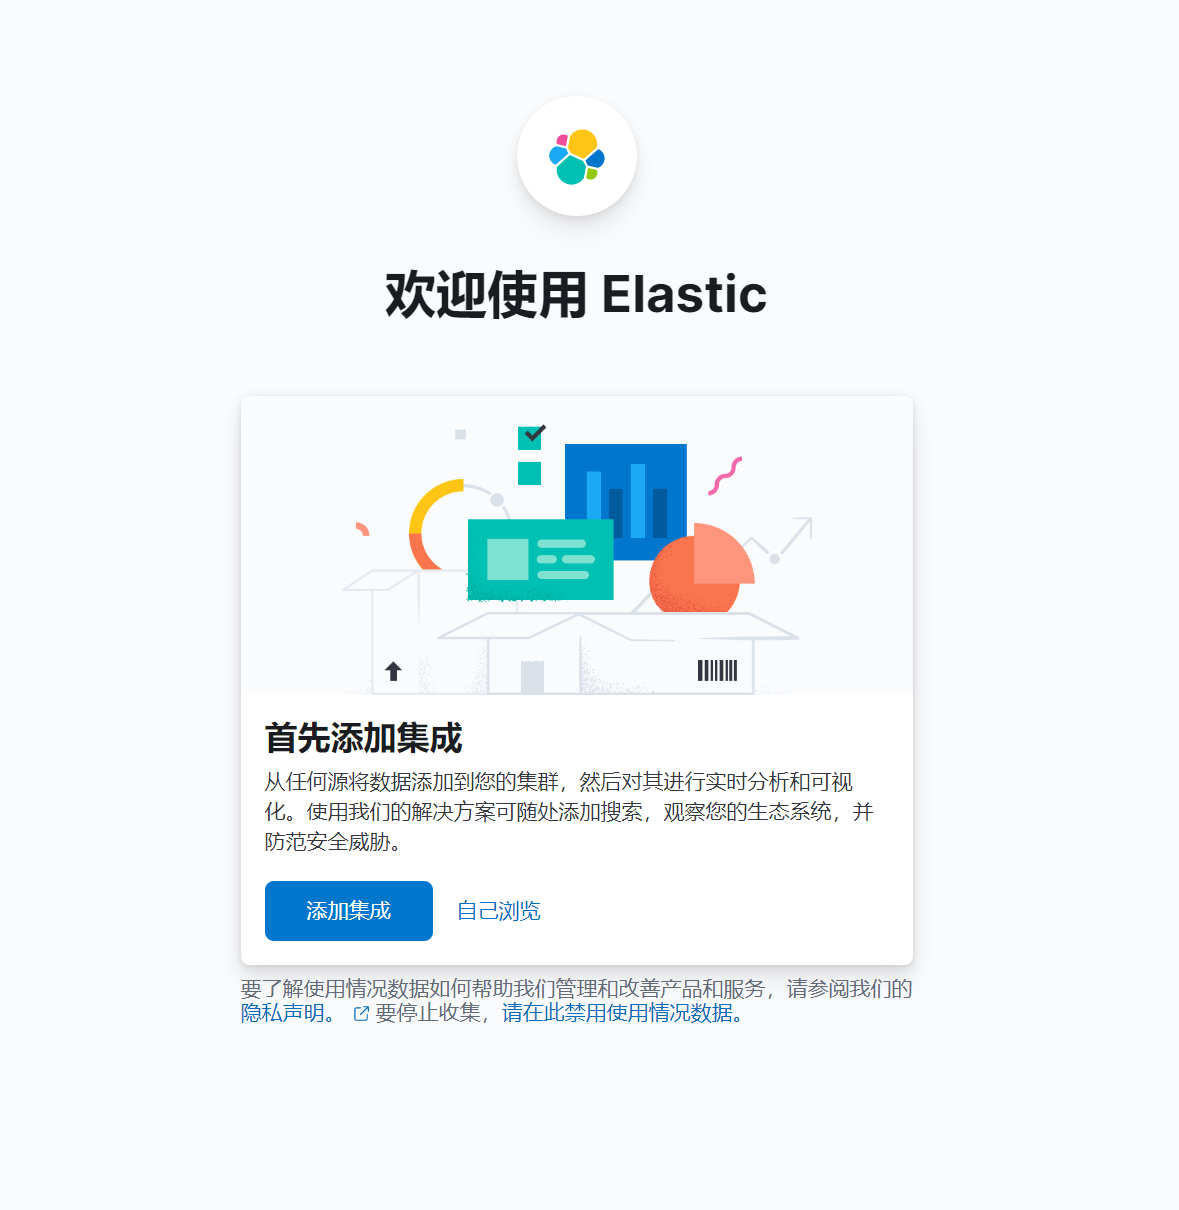 欢迎使用 Elastic
首先添加集成
从任何源将数据添加到您的集群，然后对其进行实时分析和可视
化。使用我们的解决方案可随处添加搜索，观察您的生态系统，并
防范安全威胁。
添加集成 自己浏览
要了解使用情况数据如何帮助我们管理和改善产品和服务，请参阅我们的
隐私声明。 要停止收集，请在此禁用使用情况数据。